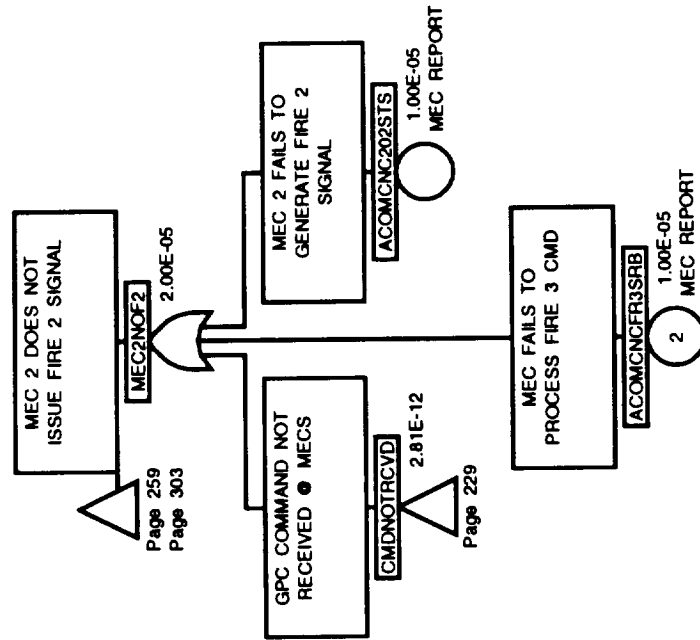 MEC 2 DOES NOT
ISSUE FIRE 2 SIGNAL
MEC2NOF2
2.00E-05
Page 259
Page 303
GPC COMMAND NOT
RECEIVED @ MECS
CMDNOTRCVD
2.81E-12
Page 229
MEC 2 FAILS TO
GENERATE FIRE 2
SIGNAL
ACOMCNC202STS
1.00E-05
MEC REPORT
MEC FAILS TO
PROCESS FIRE 3 CMD
ACOMCNCFR3SRB
1.00E-05
2
MEC REPORT